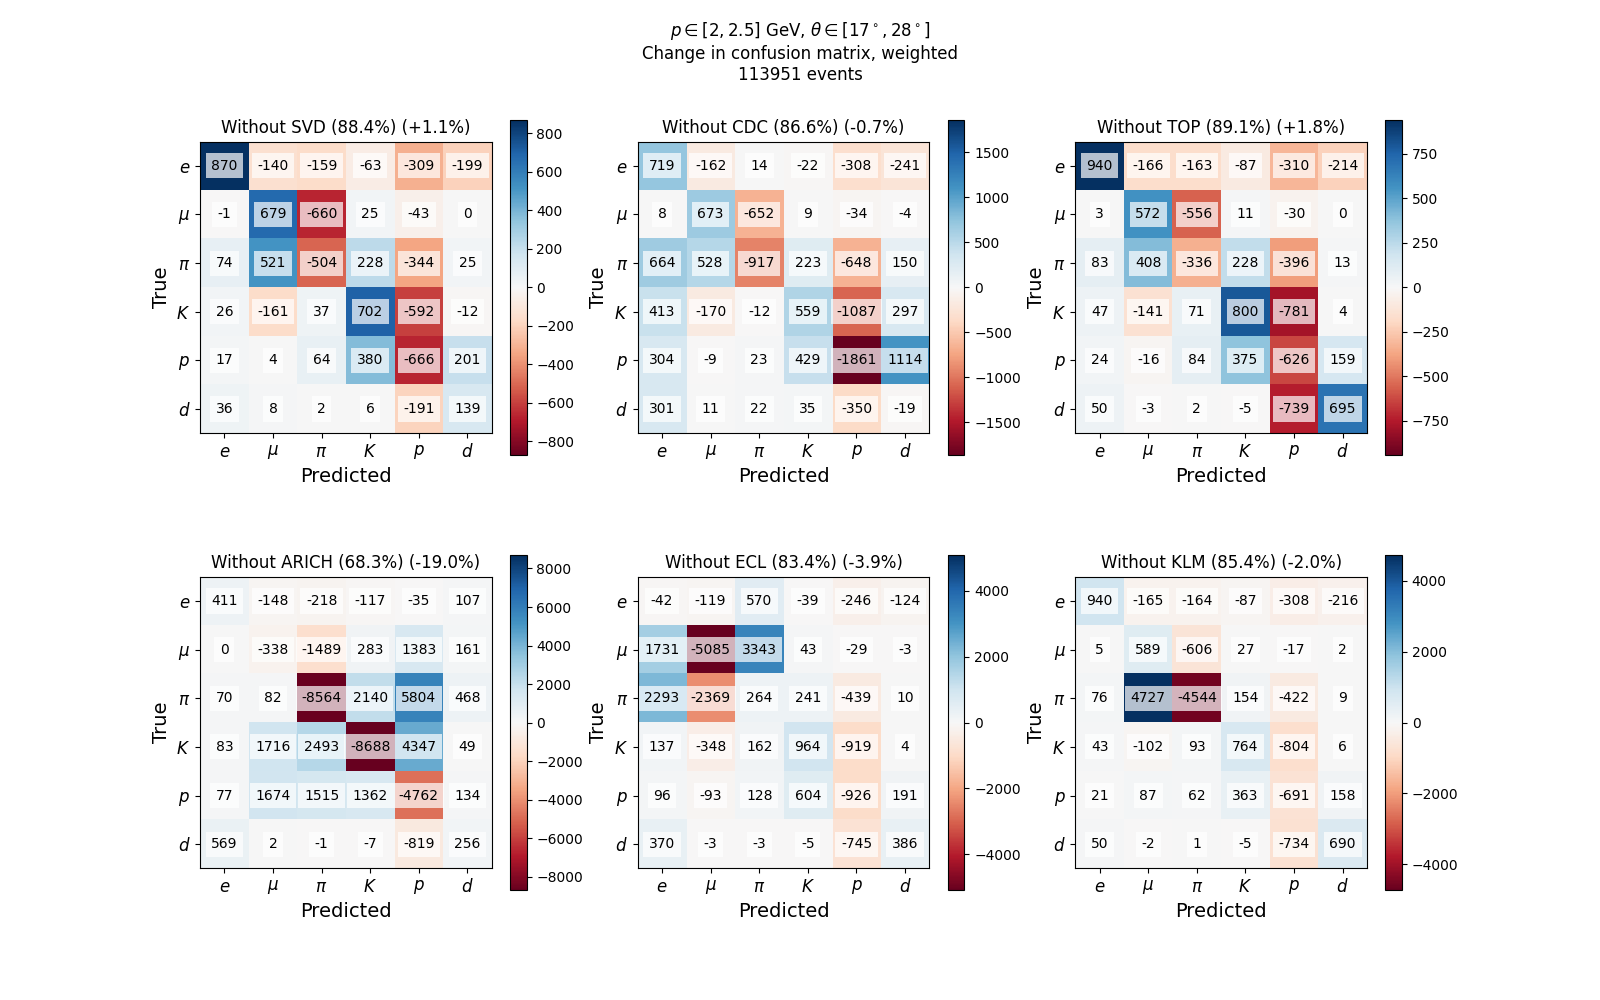 p ∈ [2, 2.5] GeV, θ ∈ [17°, 28°]
Change in confusion matrix, weighted
113951 events
Without SVD (88.4%) (+1.1%)
True
e 870 -140 -159 -63 -309 -199
μ -1 679 -660 25 -43 0
π 74 521 -504 228 -344 25
K 26 -161 37 702 -592 -12
p 17 4 64 380 -666 201
d 36 8 2 6 -191 139
e μ π K p d
Predicted
800
600
400
200
0
−200
−400
−600
−800
Without CDC (86.6%) (-0.7%)
True
719 -162 14 -22 -308 -241
8 673 -652 9 -34 -4
664 528 -917 223 -648 150
413 -170 -12 559 -1087 297
304 -9 23 429 -1861 1114
301 11 22 35 -350 -19
e μ π K p d
Predicted
1500
1000
500
0
−500
−1000
−1500
Without TOP (89.1%) (+1.8%)
True
e 940 -166 -163 -87 -310 -214
μ 3 572 -556 11 -30 0
π 83 408 -336 228 -396 13
K 47 -141 71 800 -781 4
p 24 -16 84 375 -626 159
d 50 -3 2 -5 -739 695
e μ π K p d
Predicted
750
500
250
0
−250
−500
−750
Without ARICH (68.3%) (-19.0%)
True
e 411 -148 -218 -117 -35 107
μ 0 -338 -1489 283 1383 161
π 70 82 -8564 2140 5804 468
K 83 1716 2493 -8688 4347 49
p 77 1674 1515 1362 -4762 134
d 569 2 -1 -7 -819 256
e μ π K p d
Predicted
8000
6000
4000
2000
0
−2000
−4000
−6000
−8000
Without ECL (83.4%) (-3.9%)
True
e -42 -119 570 -39 -246 -124
μ 1731 -5085 3343 43 -29 -3
π 2293 -2369 264 241 -439 10
K 137 -348 162 964 -919 4
p 96 -93 128 604 -926 191
d 370 -3 -3 -5 -745 386
e μ π K p d
Predicted
4000
2000
0
−2000
−4000
Without KLM (85.4%) (-2.0%)
True
e 940 -165 -164 -87 -308 -216
μ 5 589 -606 27 -17 2
π 76 4727 -4544 154 -422 9
K 43 -102 93 764 -804 6
p 21 87 62 363 -691 158
d 50 -2 1 -5 -734 690
e μ π K p d
Predicted
4000
2000
0
−2000
−4000